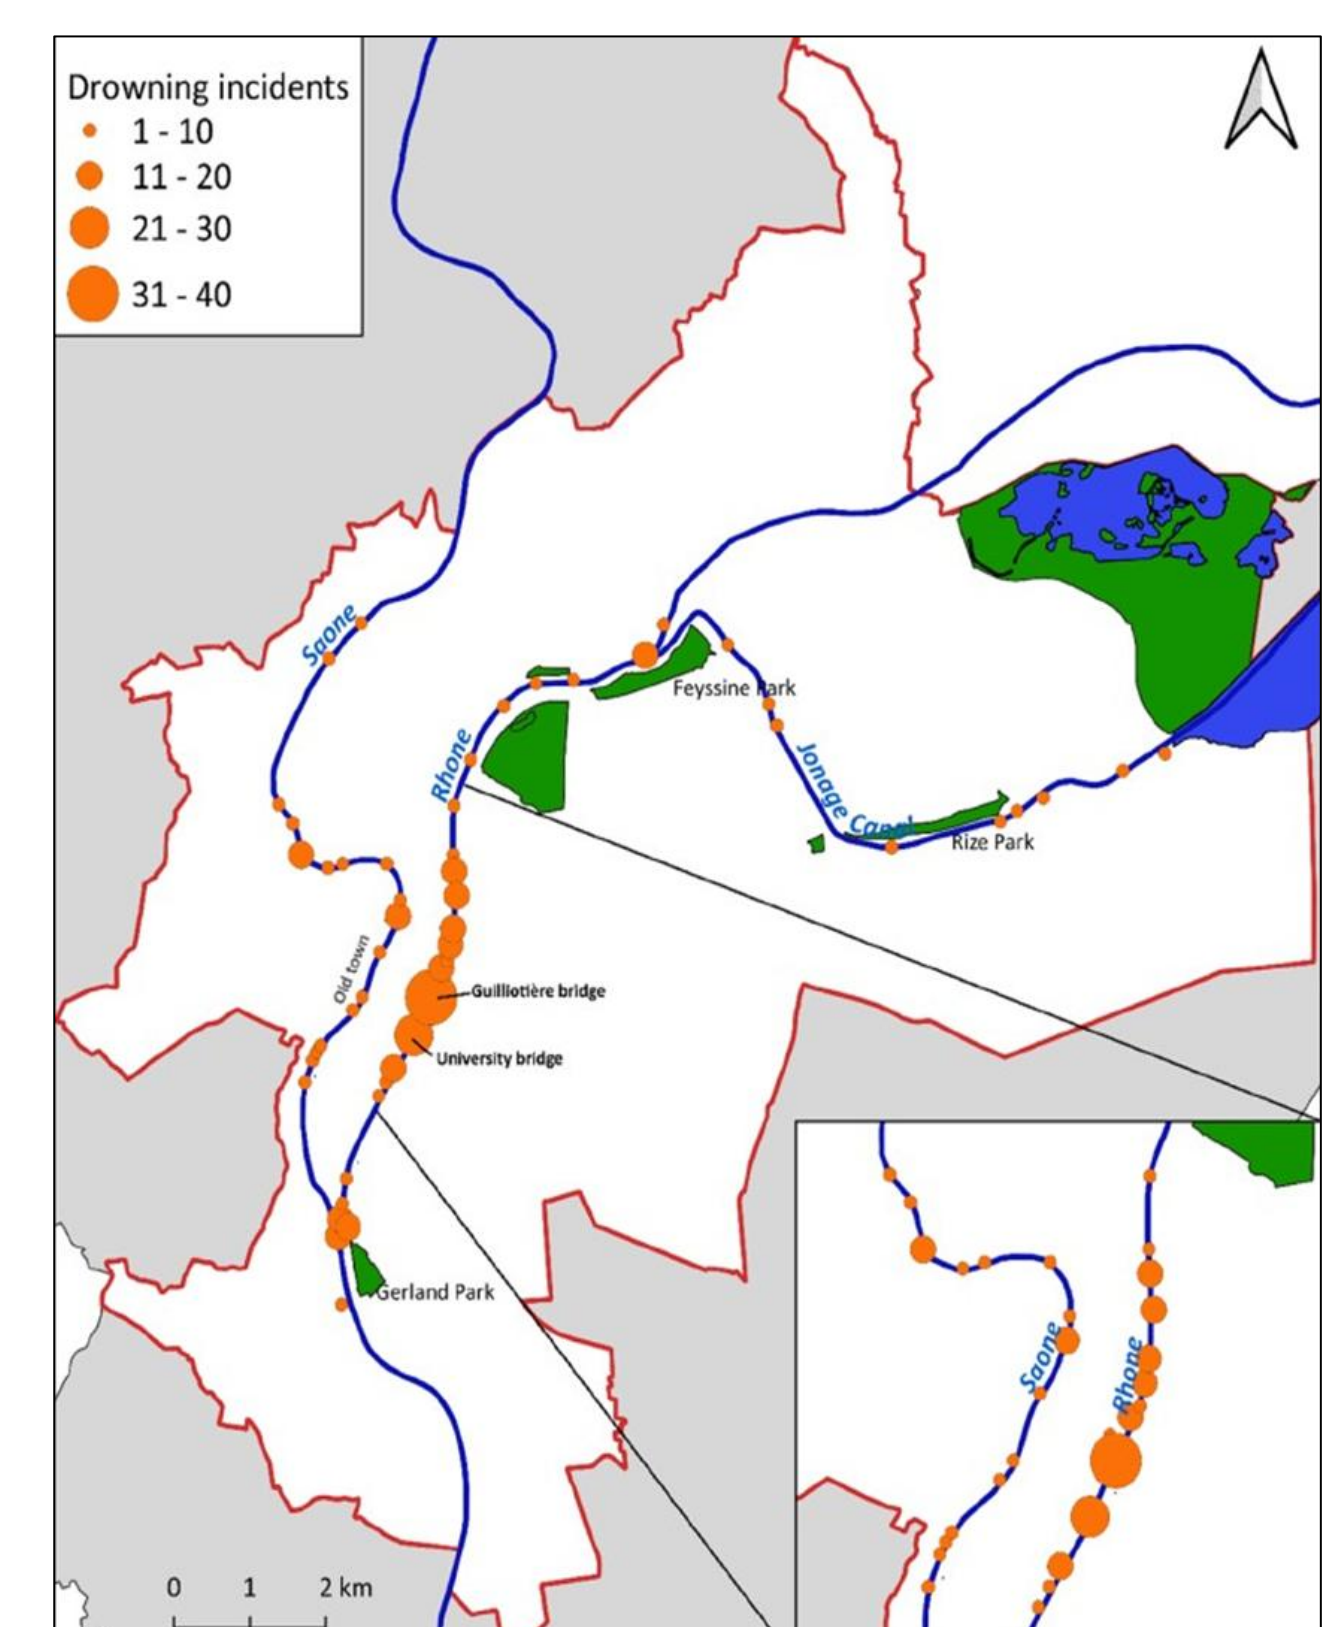 Drowning incidents
1 - 10
11 - 20
21 - 30
31 - 40
Saone
Feyssine Park
Rhone
Jonage Canal
Rize Park
Old town
Guilliotière bridge
University bridge
Gerland Park
Saone
Rhone
0 1 2 km